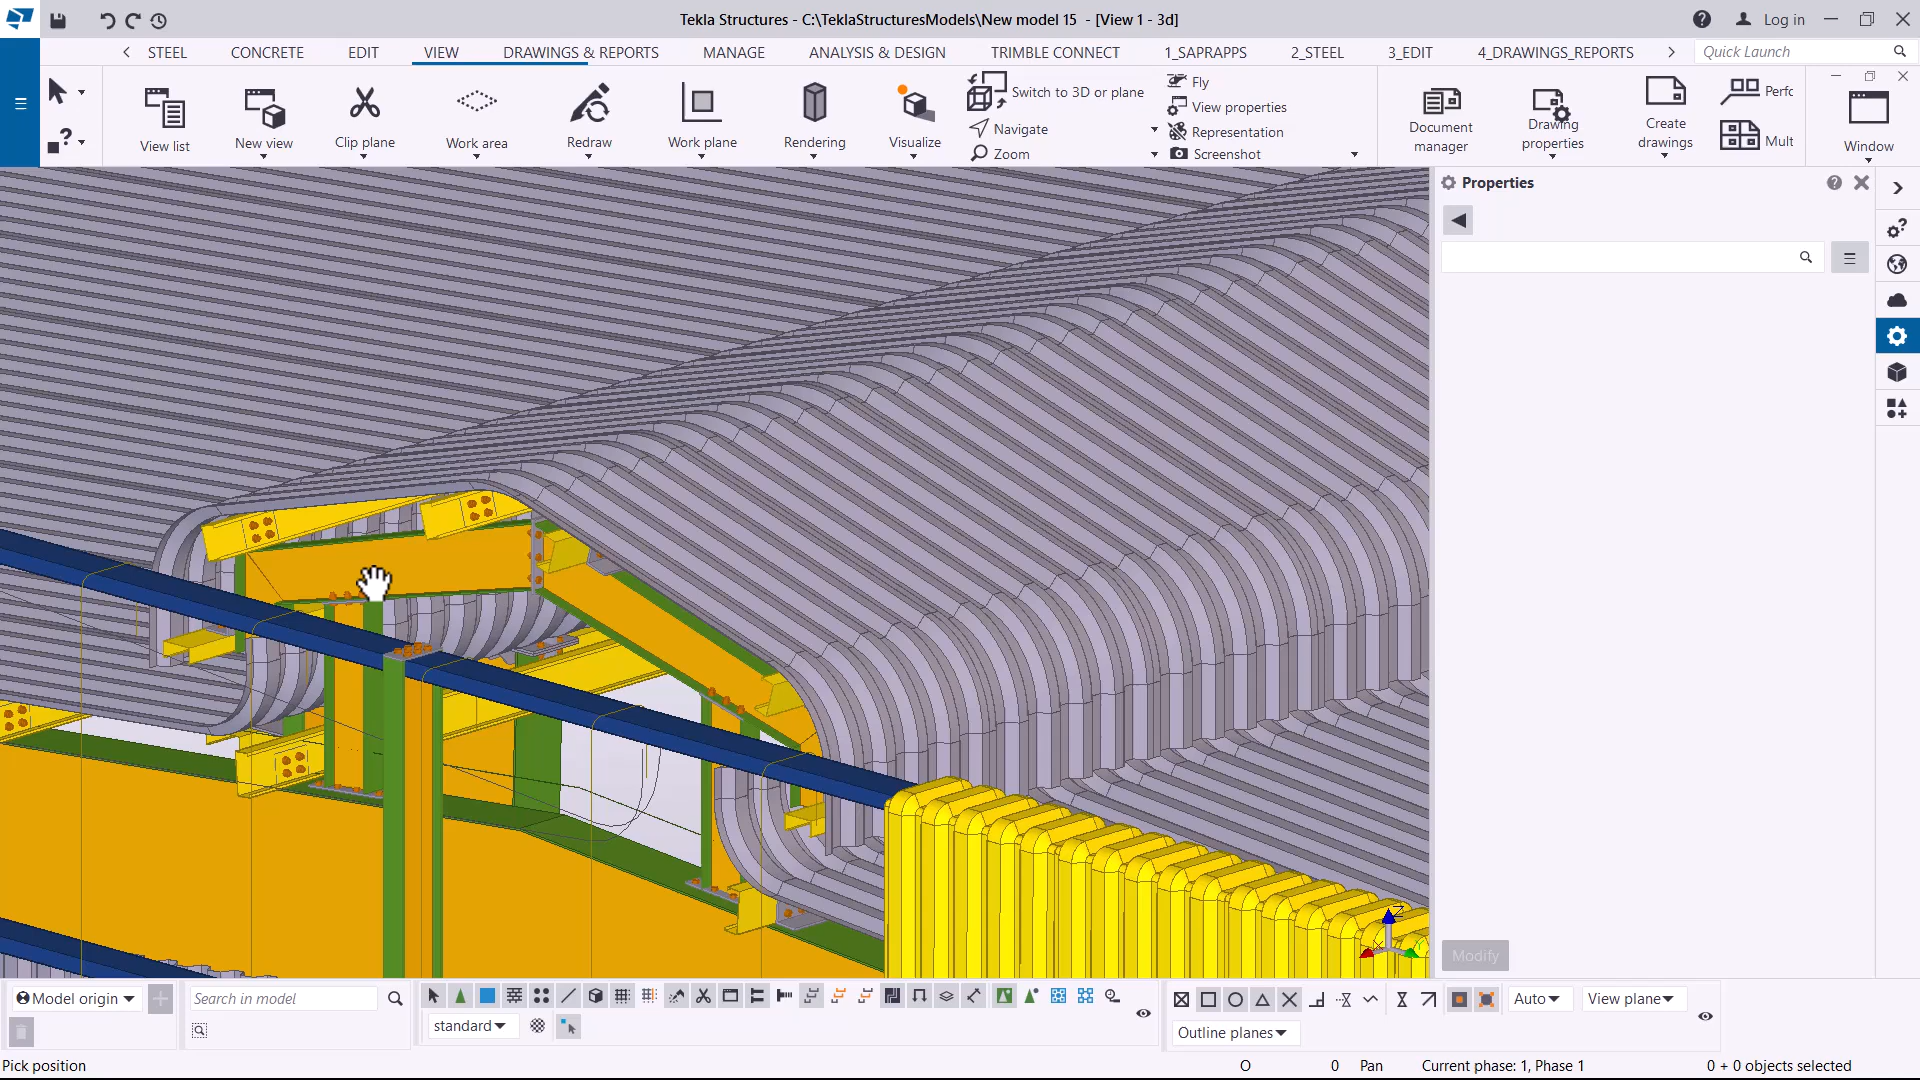 Tekla Structures - C:\TeklaStructuresModels\New model 15 - [View 1 - 3d]
Log in
STEEL CONCRETE EDIT VIEW DRAWINGS & REPORTS MANAGE ANALYSIS & DESIGN TRIMBLE CONNECT 1_SAPRAPPS 2_STEEL 3_EDIT 4_DRAWINGS_REPORTS
Quick Launch
View list
New view
Clip plane
Work area
Redraw
Work plane
Rendering
Visualize
Switch to 3D or plane
Navigate
Zoom
Fly
View properties
Representation
Screenshot
Document
manager
Drawing
properties
Create
drawings
Perfc
Mult
Window
Properties
Z
Modify
Model origin
Search in model
standard
Auto
View plane
Outline planes
Pick position
O 0 Pan Current phase: 1, Phase 1 0 + 0 objects selected